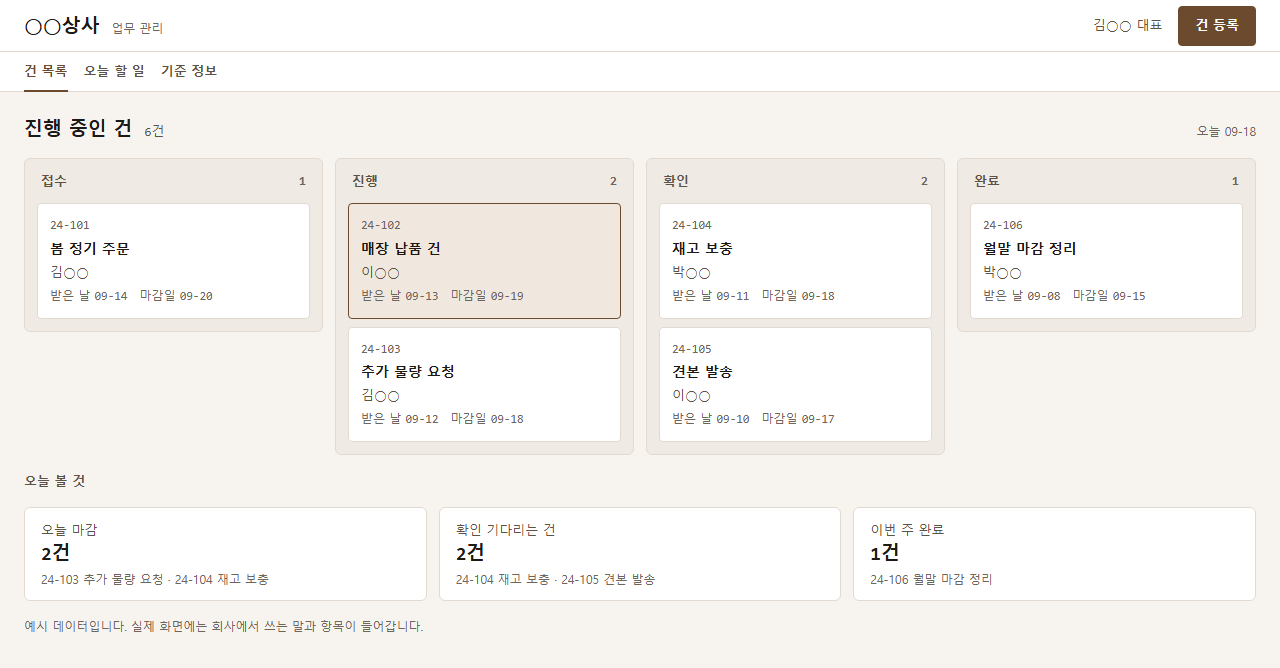 ○○상사 업무 관리
김○○ 대표
건 등록
건 목록 오늘 할 일 기준 정보
진행 중인 건 6건
오늘 09-18
접수 1
24-101
봄 정기 주문
김○○
받은 날 09-14 마감일 09-20
진행 2
24-102
매장 납품 건
이○○
받은 날 09-13 마감일 09-19
24-103
추가 물량 요청
김○○
받은 날 09-12 마감일 09-18
확인 2
24-104
재고 보충
박○○
받은 날 09-11 마감일 09-18
24-105
견본 발송
이○○
받은 날 09-10 마감일 09-17
완료 1
24-106
월말 마감 정리
박○○
받은 날 09-08 마감일 09-15
오늘 볼 것
오늘 마감
2건
24-103 추가 물량 요청 · 24-104 재고 보충
확인 기다리는 건
2건
24-104 재고 보충 · 24-105 견본 발송
이번 주 완료
1건
24-106 월말 마감 정리
예시 데이터입니다. 실제 화면에는 회사에서 쓰는 말과 항목이 들어갑니다.